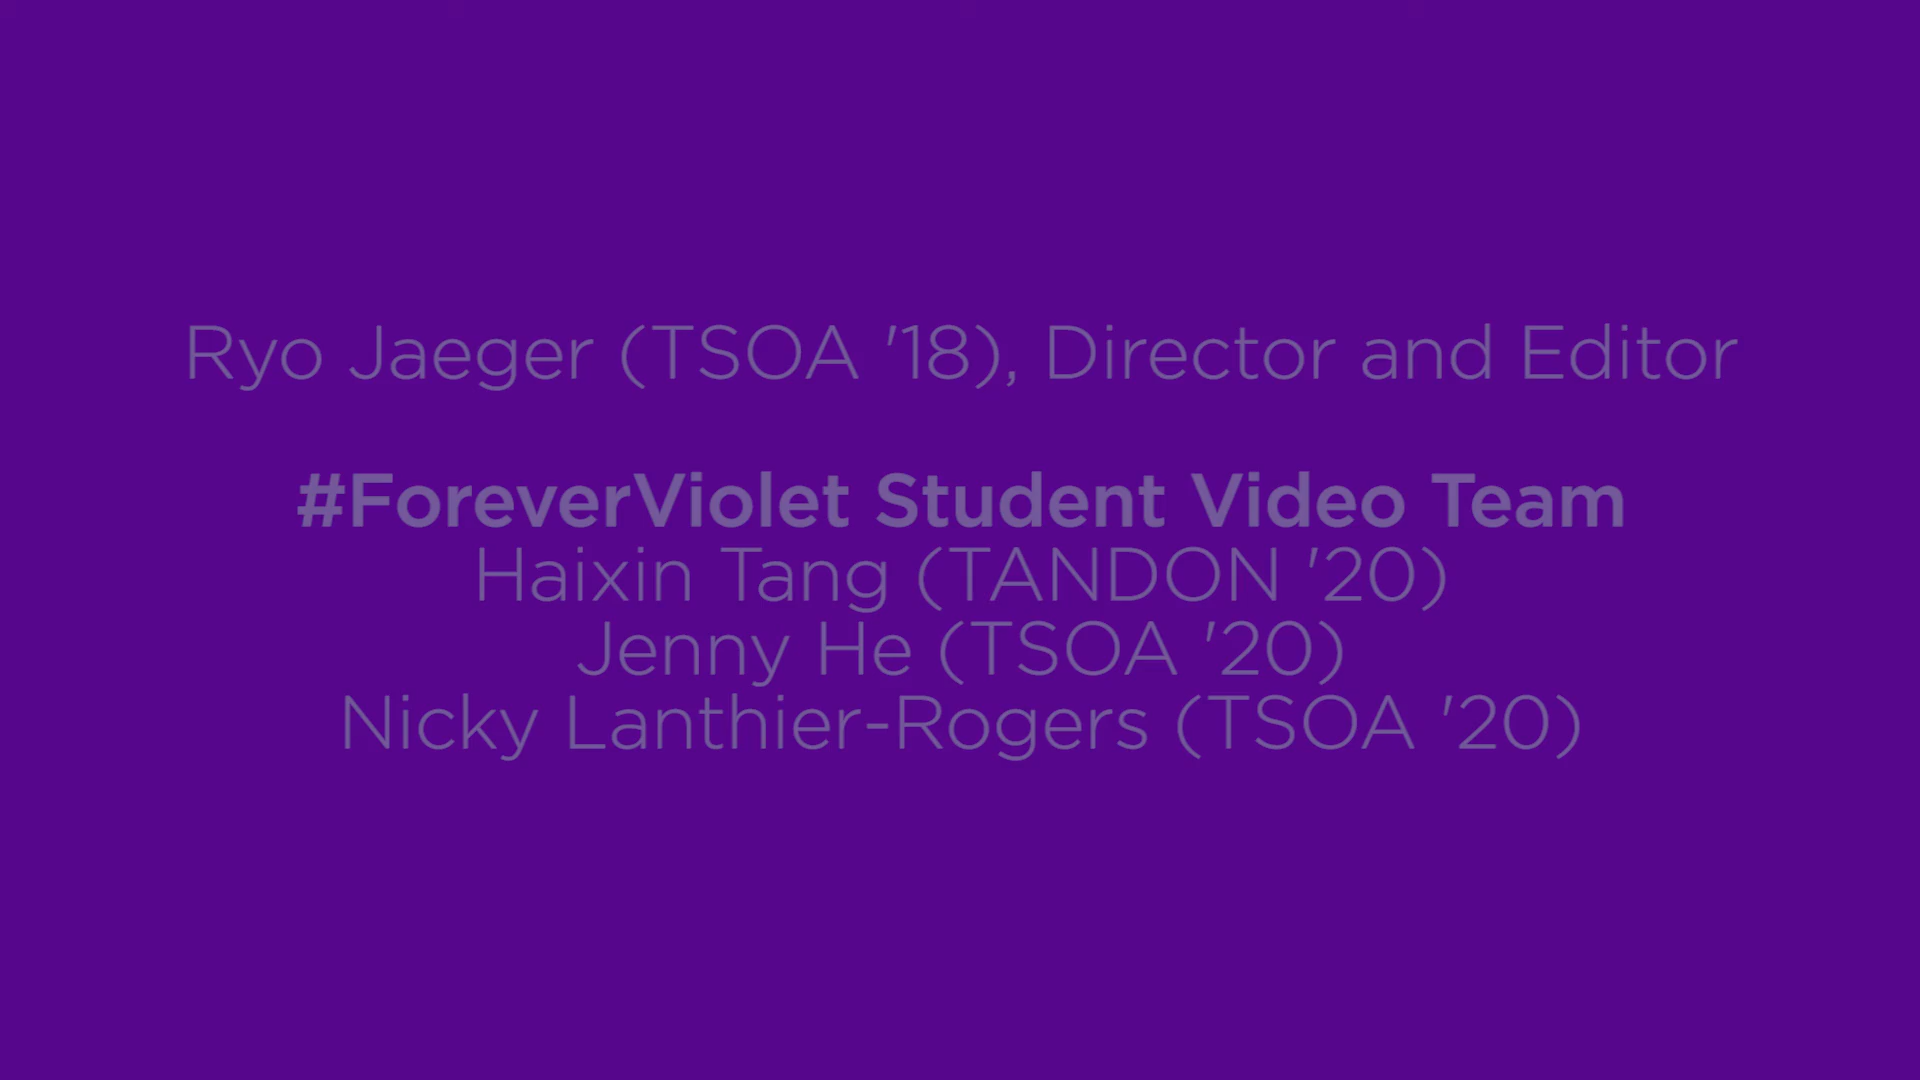 Ryo Jaeger (TSOA '18), Director and Editor
#ForeverViolet Student Video Team
Haixin Tang (TANDON '20)
Jenny He (TSOA '20)
Nicky Lanthier-Rogers (TSOA '20)